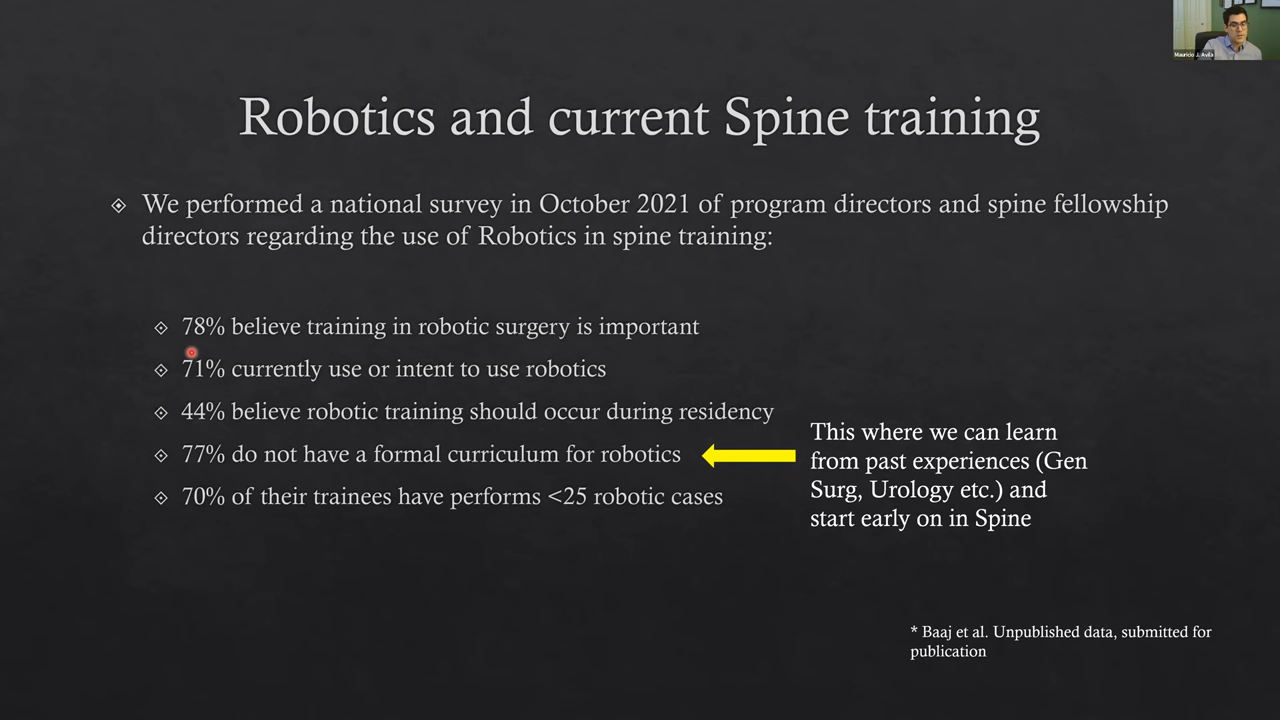 Mauricio J. Avila
Robotics and current Spine training
We performed a national survey in October 2021 of program directors and spine fellowship
directors regarding the use of Robotics in spine training:
78% believe training in robotic surgery is important
71% currently use or intent to use robotics
44% believe robotic training should occur during residency
77% do not have a formal curriculum for robotics
70% of their trainees have performs <25 robotic cases
This where we can learn
from past experiences (Gen
Surg, Urology etc.) and
start early on in Spine
* Baaj et al. Unpublished data, submitted for
publication